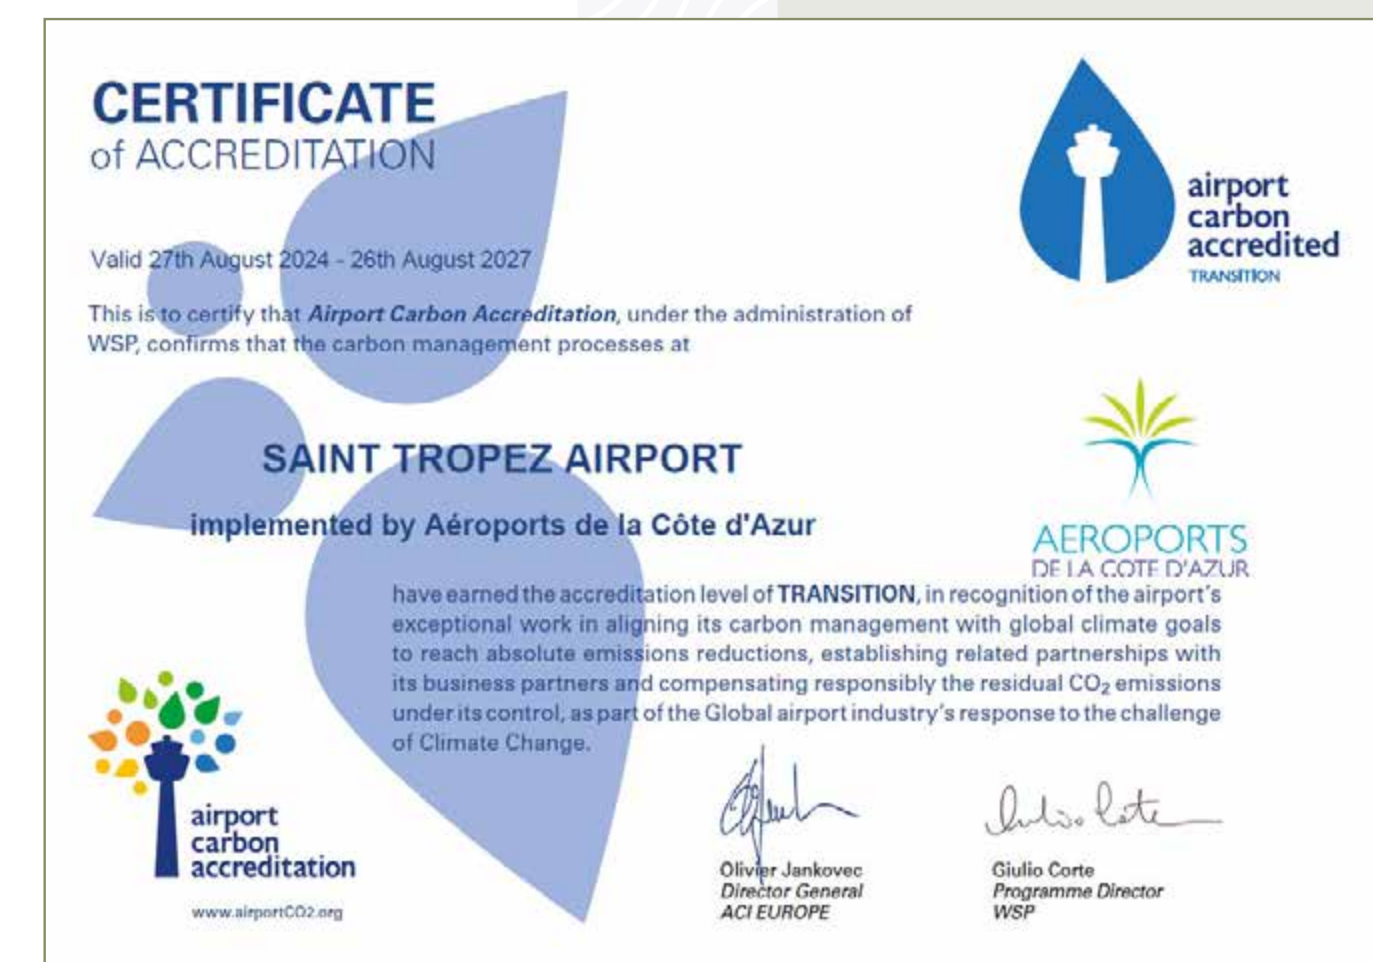 CERTIFICATE
of ACCREDITATION
airport
carbon
accredited
TRANSITION
Valid 27th August 2024 - 26th August 2027
This is to certify that Airport Carbon Accreditation, under the administration of
WSP, confirms that the carbon management processes at
SAINT TROPEZ AIRPORT
implemented by Aéroports de la Côte d'Azur
AEROPORTS
DE LA COTE D'AZUR
have earned the accreditation level of TRANSITION, in recognition of the airport's
exceptional work in aligning its carbon management with global climate goals
to reach absolute emissions reductions, establishing related partnerships with
its business partners and compensating responsibly the residual CO₂ emissions
under its control, as part of the Global airport industry's response to the challenge
of Climate Change.
airport
carbon
accreditation
www.airportCO2.org
Olivier Jankovec
Director General
ACI EUROPE
Giulio Corte
Programme Director
WSP